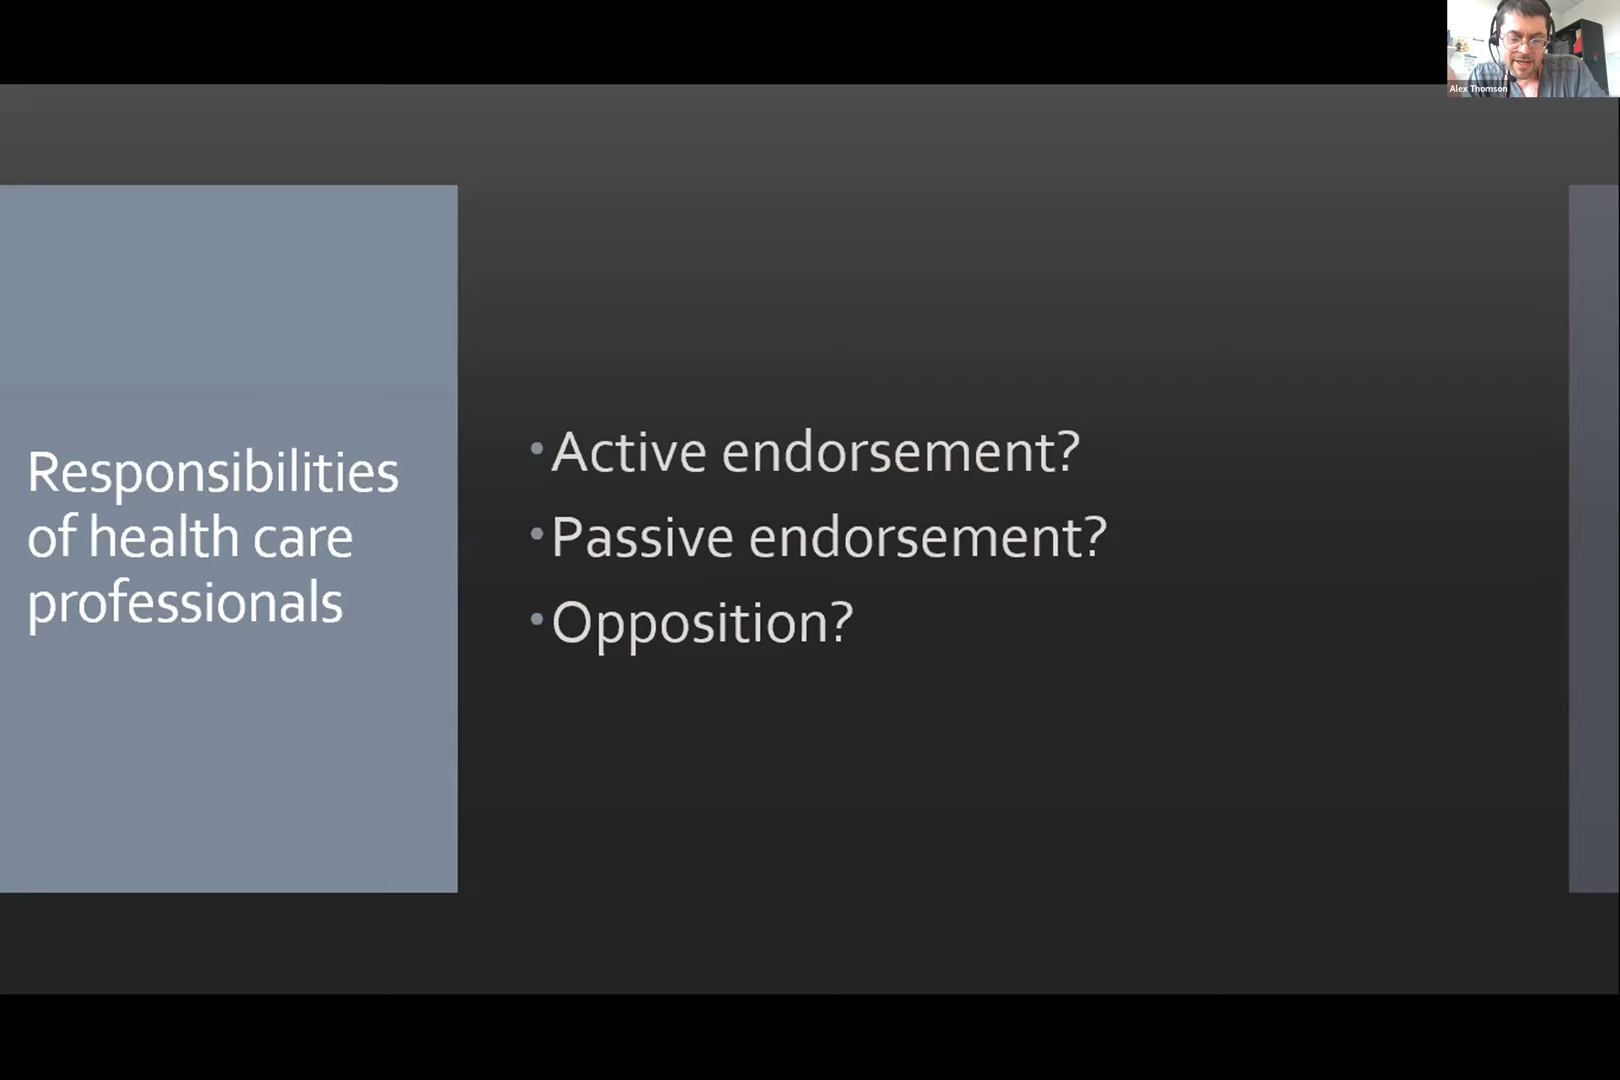 Alex Thomson
Responsibilities
of health care
professionals
• Active endorsement?
• Passive endorsement?
• Opposition?